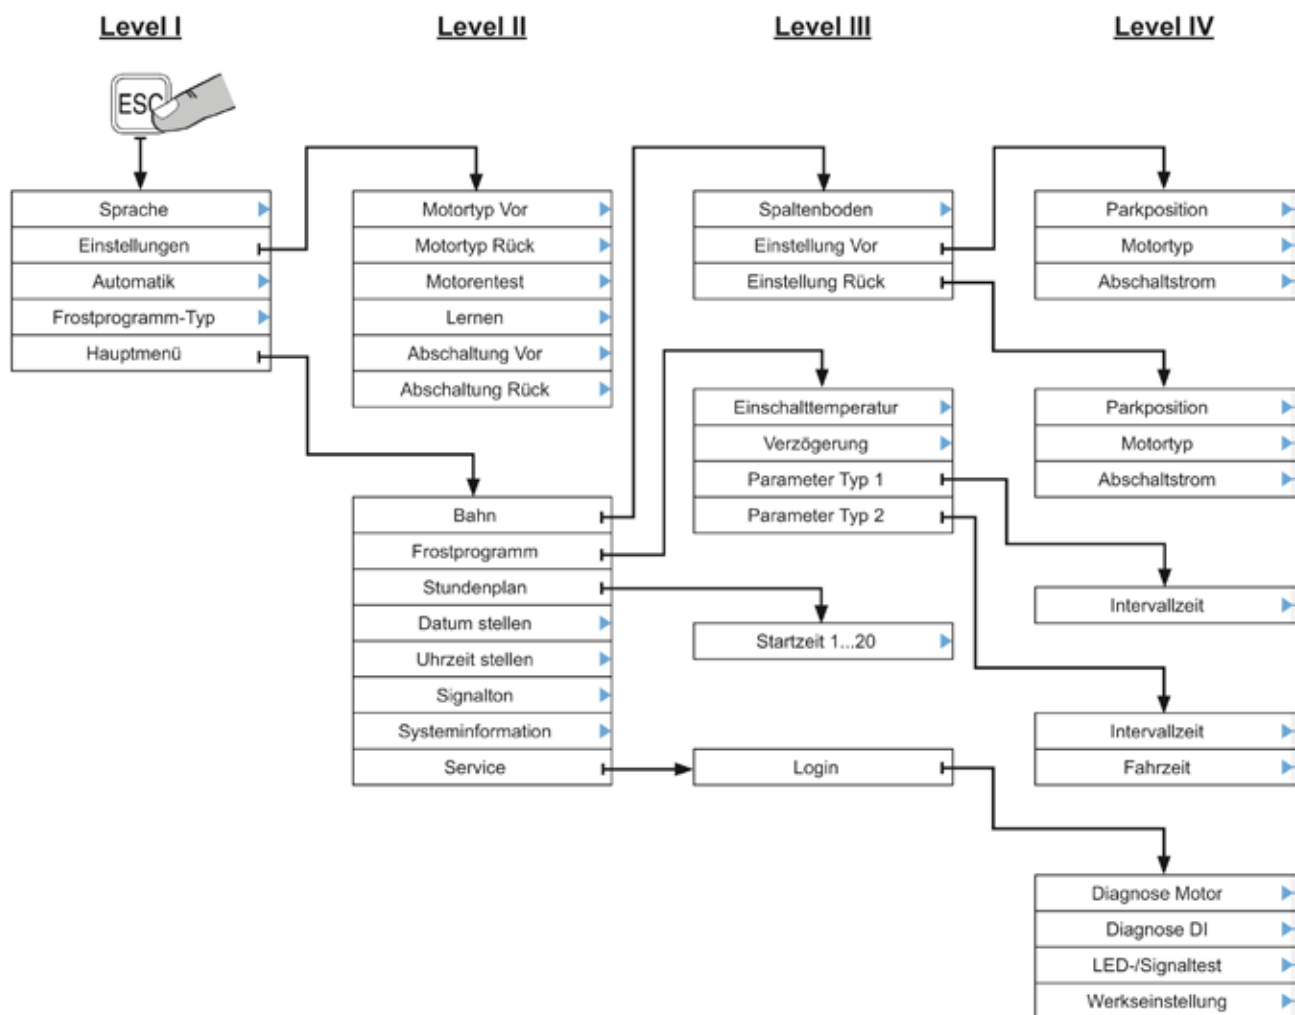 Level I
Level II
Level III
Level IV
ESC
Sprache
Einstellungen
Automatik
Frostprogramm-Typ
Hauptmenü
Motortyp Vor
Motortyp Rück
Motorentest
Lernen
Abschaltung Vor
Abschaltung Rück
Bahn
Frostprogramm
Stundenplan
Datum stellen
Uhrzeit stellen
Signalton
Systeminformation
Service
Spaltenboden
Einstellung Vor
Einstellung Rück
Einschalttemperatur
Verzögerung
Parameter Typ 1
Parameter Typ 2
Startzeit 1...20
Login
Parkposition
Motortyp
Abschaltstrom
Parkposition
Motortyp
Abschaltstrom
Intervallzeit
Intervallzeit
Fahrzeit
Diagnose Motor
Diagnose DI
LED-/Signaltest
Werkseinstellung